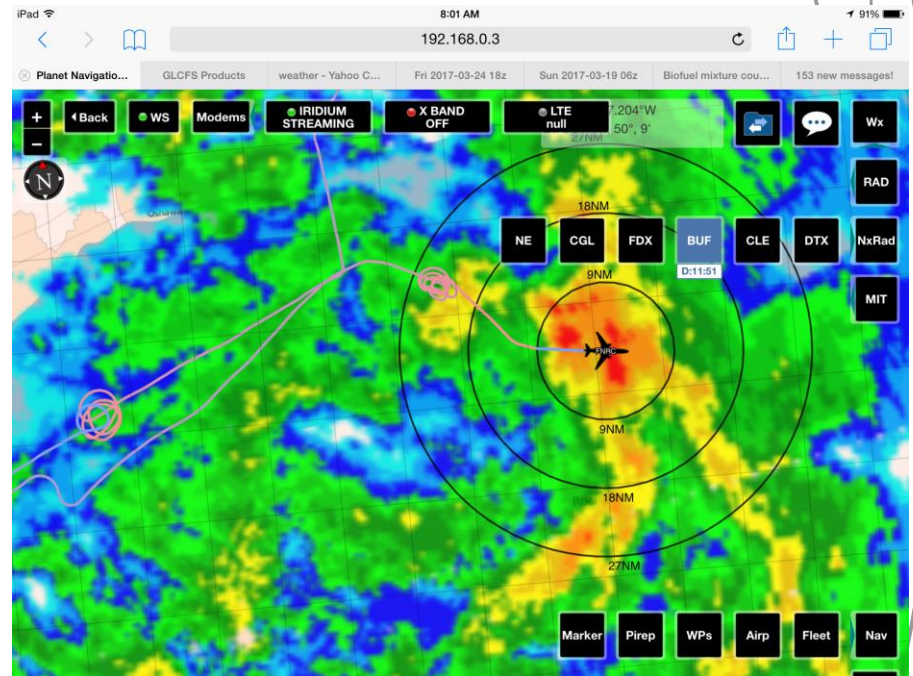 iPad
8:01 AM
91%
192.168.0.3
Planet Navigatio...
GLCFS Products
weather - Yahoo C...
Fri 2017-03-24 18z
Sun 2017-03-19 06z
Biofuel mixture cou...
153 new messages!
+
−
Back
WS
Modems
IRIDIUM
STREAMING
X BAND
OFF
LTE
null
7.204°W
50°, 9'
27NM
Wx
N
RAD
Oshawa
18NM
NE
CGL
FDX
BUF
CLE
DTX
NxRad
D:11:51
9NM
MIT
FNRC
9NM
18NM
27NM
Marker
Pirep
WPs
Airp
Fleet
Nav